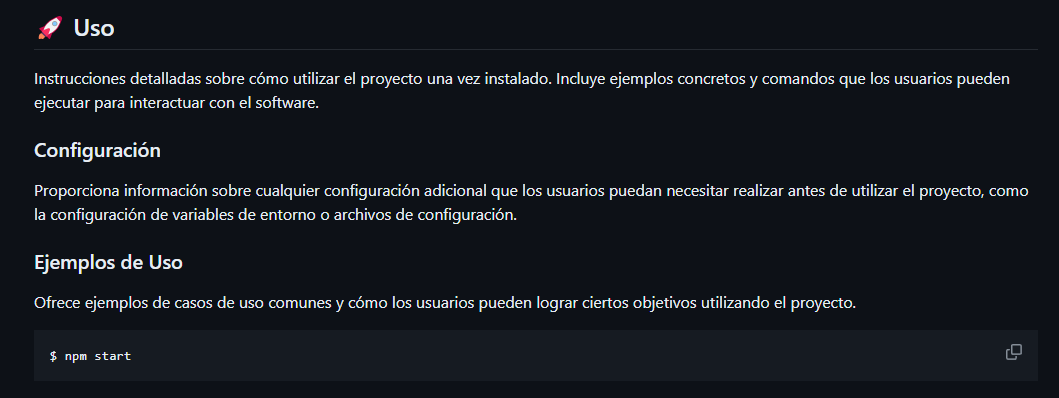 🚀 Uso
Instrucciones detalladas sobre cómo utilizar el proyecto una vez instalado. Incluye ejemplos concretos y comandos que los usuarios pueden
ejecutar para interactuar con el software.
Configuración
Proporciona información sobre cualquier configuración adicional que los usuarios puedan necesitar realizar antes de utilizar el proyecto, como
la configuración de variables de entorno o archivos de configuración.
Ejemplos de Uso
Ofrece ejemplos de casos de uso comunes y cómo los usuarios pueden lograr ciertos objetivos utilizando el proyecto.
$ npm start